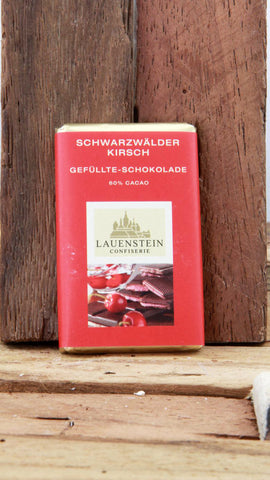 SCHWARZWÄLDER
KIRSCH
GEFÜLLTE-SCHOKOLADE
60% CACAO
LAUENSTEIN
CONFISERIE